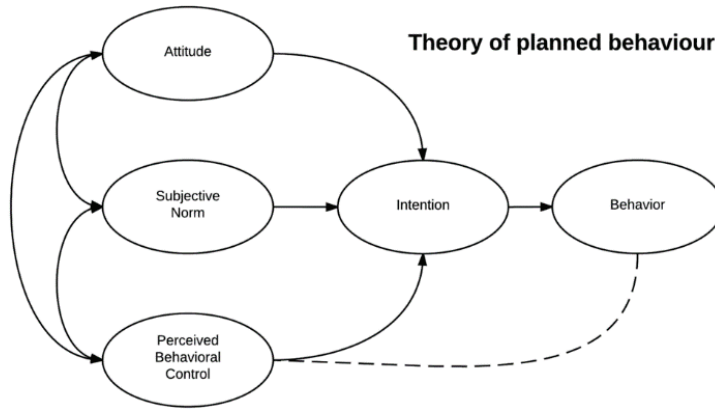 Theory of planned behaviour
Attitude
Subjective
Norm
Intention
Behavior
Perceived
Behavioral
Control